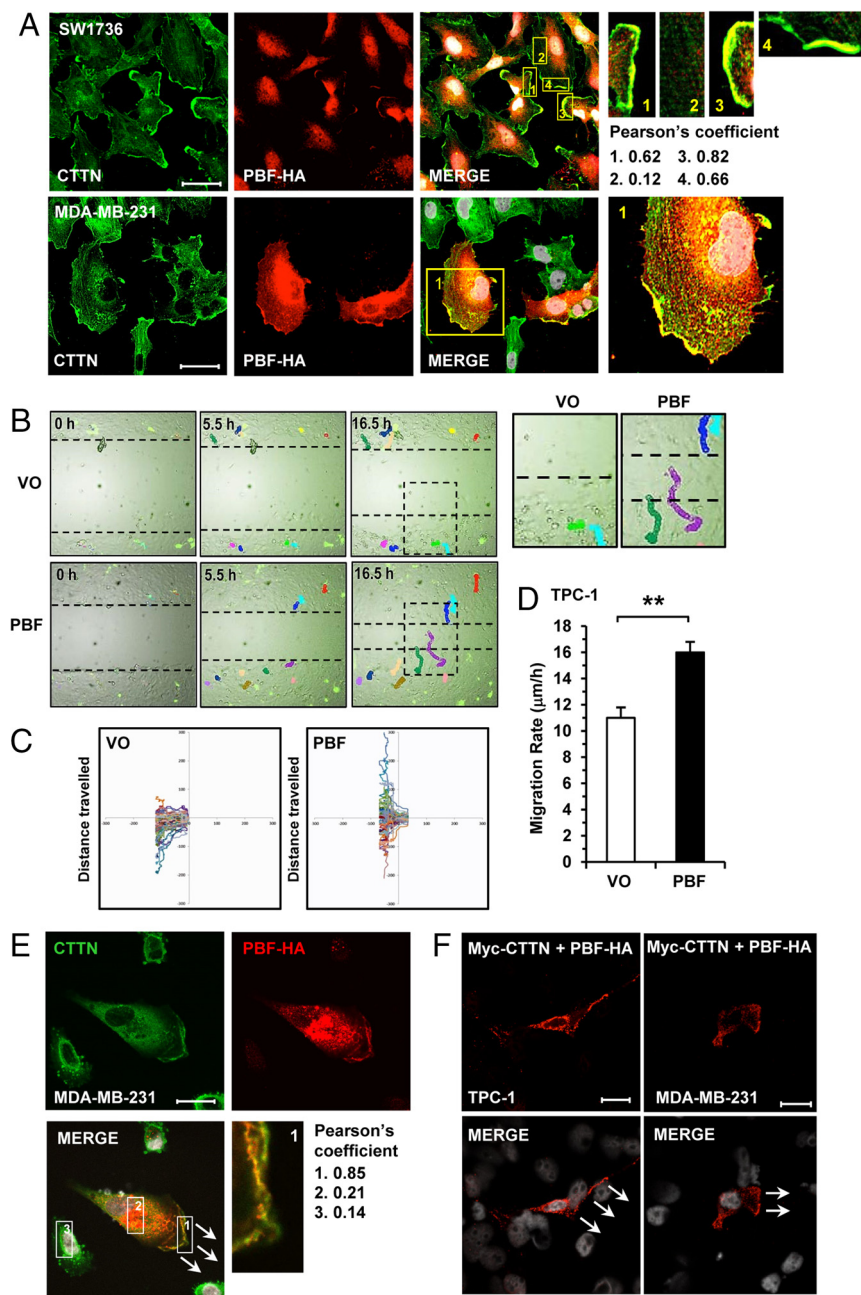 A
SW1736
CTTN
PBF-HA
MERGE
2
1
4
3
1
2
3
4
Pearson's coefficient
1. 0.62 3. 0.82
2. 0.12 4. 0.66
MDA-MB-231
CTTN
PBF-HA
MERGE
1
1
B
VO
0 h
5.5 h
16.5 h
VO
PBF
PBF
0 h
5.5 h
16.5 h
C
VO
Distance travelled
PBF
Distance travelled
D
TPC-1
**
Migration Rate (µm/h)
18
16
14
12
10
8
6
4
2
0
VO
PBF
E
CTTN
MDA-MB-231
PBF-HA
MERGE
2
1
3
1
Pearson's
coefficient
1. 0.85
2. 0.21
3. 0.14
F
Myc-CTTN + PBF-HA
TPC-1
Myc-CTTN + PBF-HA
MDA-MB-231
MERGE
MERGE